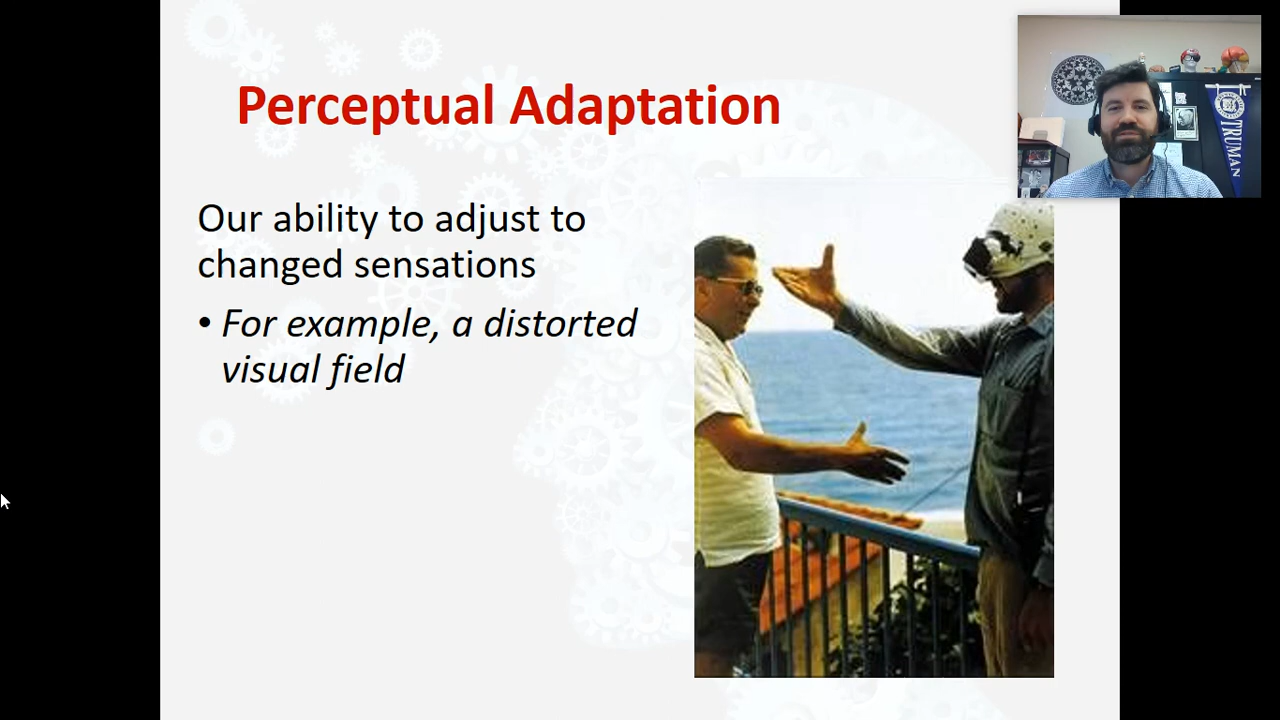 Perceptual Adaptation
Our ability to adjust to
changed sensations
• For example, a distorted
visual field
TRUMAN